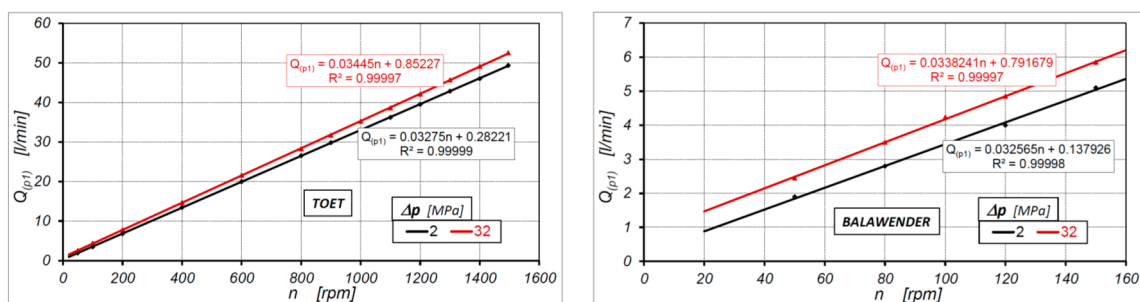 60
50
40
30
20
10
0
Q(p1) [l/min]
Q(p1) = 0.03445n + 0.85227
R² = 0.99997
Q(p1) = 0.03275n + 0.28221
R² = 0.99999
TOET
Δp [MPa]
2 32
0 200 400 600 800 1000 1200 1400 1600
n [rpm]
7
6
5
4
3
2
1
0
Q(p1) [l/min]
Q(p1) = 0.0338241n + 0.791679
R² = 0.99997
Q(p1) = 0.032565n + 0.137926
R² = 0.99998
BALAWENDER
Δp [MPa]
2 32
0 20 40 60 80 100 120 140 160
n [rpm]